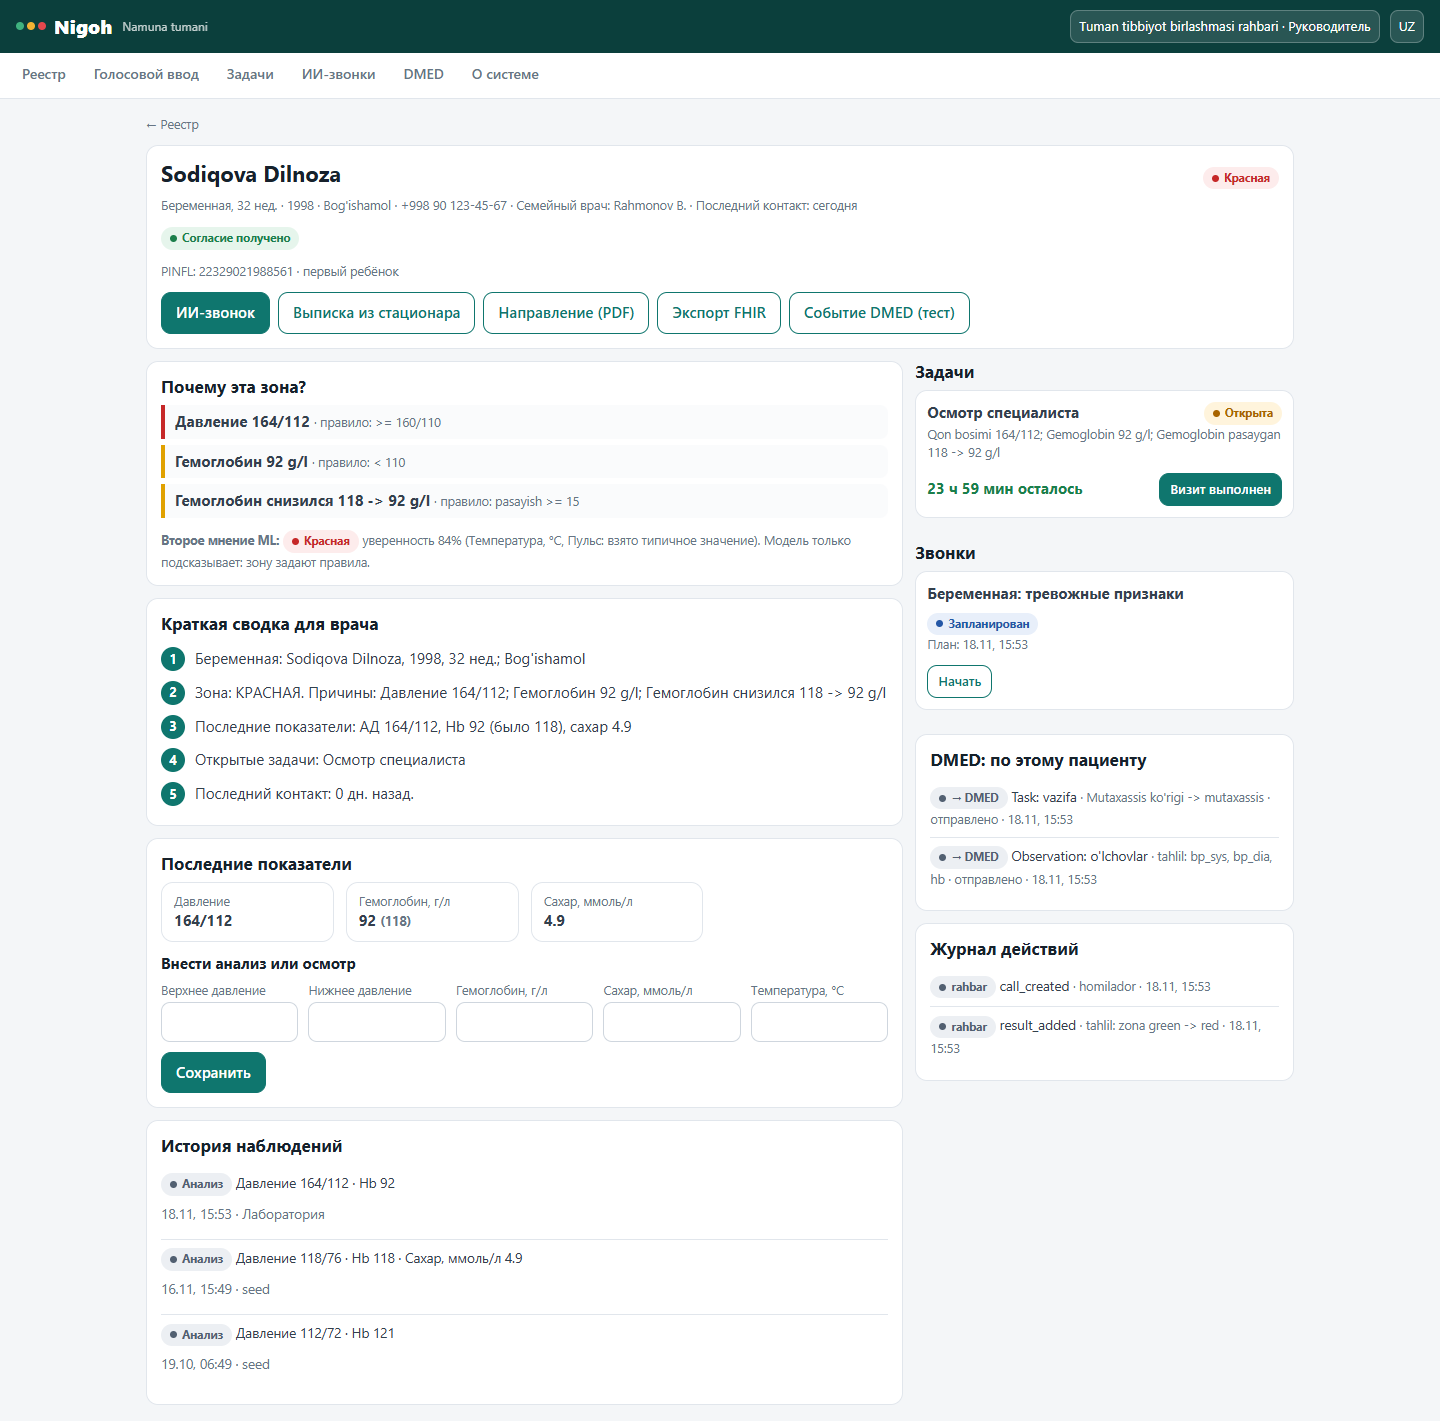 Nigoh Namuna tumani
Tuman tibbiyot birlashmasi rahbari · Руководитель
UZ
Реестр
Голосовой ввод
Задачи
ИИ-звонки
DMED
О системе
← Реестр
Sodiqova Dilnoza
Красная
Беременная, 32 нед. · 1998 · Bog'ishamol · +998 90 123-45-67 · Семейный врач: Rahmonov B. · Последний контакт: сегодня
Согласие получено
PINFL: 22329021988561 · первый ребёнок
ИИ-звонок
Выписка из стационара
Направление (PDF)
Экспорт FHIR
Событие DMED (тест)
Почему эта зона?
Давление 164/112 · правило: >= 160/110
Гемоглобин 92 g/l · правило: < 110
Гемоглобин снизился 118 -> 92 g/l · правило: pasayish >= 15
Второе мнение ML: Красная уверенность 84% (Температура, °C, Пульс: взято типичное значение). Модель только
подсказывает: зону задают правила.
Краткая сводка для врача
1 Беременная: Sodiqova Dilnoza, 1998, 32 нед.; Bog'ishamol
2 Зона: КРАСНАЯ. Причины: Давление 164/112; Гемоглобин 92 g/l; Гемоглобин снизился 118 -> 92 g/l
3 Последние показатели: АД 164/112, Hb 92 (было 118), сахар 4.9
4 Открытые задачи: Осмотр специалиста
5 Последний контакт: 0 дн. назад.
Последние показатели
Давление
164/112
Гемоглобин, г/л
92 (118)
Сахар, ммоль/л
4.9
Внести анализ или осмотр
Верхнее давление
Нижнее давление
Гемоглобин, г/л
Сахар, ммоль/л
Температура, °C
Сохранить
История наблюдений
Анализ Давление 164/112 · Hb 92
18.11, 15:53 · Лаборатория
Анализ Давление 118/76 · Hb 118 · Сахар, ммоль/л 4.9
16.11, 15:49 · seed
Анализ Давление 112/72 · Hb 121
19.10, 06:49 · seed
Задачи
Осмотр специалиста
Открыта
Qon bosimi 164/112; Gemoglobin 92 g/l; Gemoglobin pasaygan
118 -> 92 g/l
23 ч 59 мин осталось
Визит выполнен
Звонки
Беременная: тревожные признаки
Запланирован
План: 18.11, 15:53
Начать
DMED: по этому пациенту
→ DMED Task: vazifa · Mutaxassis ko'rigi -> mutaxassis ·
отправлено · 18.11, 15:53
→ DMED Observation: o'lchovlar · tahlil: bp_sys, bp_dia,
hb · отправлено · 18.11, 15:53
Журнал действий
rahbar call_created · homilador · 18.11, 15:53
rahbar result_added · tahlil: zona green -> red · 18.11,
15:53